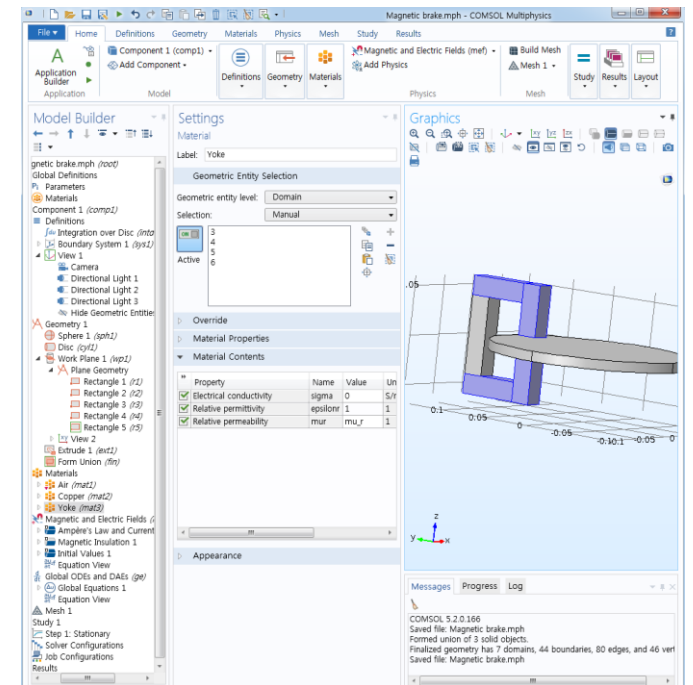 Magnetic brake.mph - COMSOL Multiphysics
File Home Definitions Geometry Materials Physics Mesh Study Results
Application Builder
Component 1 (comp1)
Add Component
Definitions
Geometry
Materials
Magnetic and Electric Fields (mef)
Add Physics
Build Mesh
Mesh 1
Study
Results
Layout
Application Model Physics Mesh
Model Builder
gnetic brake.mph (root)
Global Definitions
Pi Parameters
Materials
Component 1 (comp1)
Definitions
Integration over Disc (into
Boundary System 1 (sys1)
View 1
Camera
Directional Light 1
Directional Light 2
Directional Light 3
Hide Geometric Entitie
Geometry 1
Sphere 1 (sph1)
Disc (cyl1)
Work Plane 1 (wp1)
Plane Geometry
Rectangle 1 (r1)
Rectangle 2 (r2)
Rectangle 3 (r3)
Rectangle 4 (r4)
Rectangle 5 (r5)
View 2
Extrude 1 (ext1)
Form Union (fin)
Materials
Air (mat1)
Copper (mat2)
Yoke (mat3)
Magnetic and Electric Fields (
Ampère's Law and Current
Magnetic Insulation 1
Initial Values 1
Equation View
Global ODEs and DAEs (ge)
Global Equations 1
Equation View
Mesh 1
Study 1
Step 1: Stationary
Solver Configurations
Job Configurations
Results
Settings
Material
Label: Yoke
Geometric Entity Selection
Geometric entity level: Domain
Selection: Manual
Active
3
4
5
6
Override
Material Properties
Material Contents
Property Name Value Un
Electrical conductivity sigma 0 S/r
Relative permittivity epsilonr 1 1
Relative permeability mur mu_r 1
Appearance
Graphics
.05
0.1
0.05
0
-0.05
-0.1
0.1
-0.05
0
z
y
x
Messages Progress Log
COMSOL 5.2.0.166
Saved file: Magnetic brake.mph
Formed union of 3 solid objects.
Finalized geometry has 7 domains, 44 boundaries, 80 edges, and 46 vert
Saved file: Magnetic brake.mph